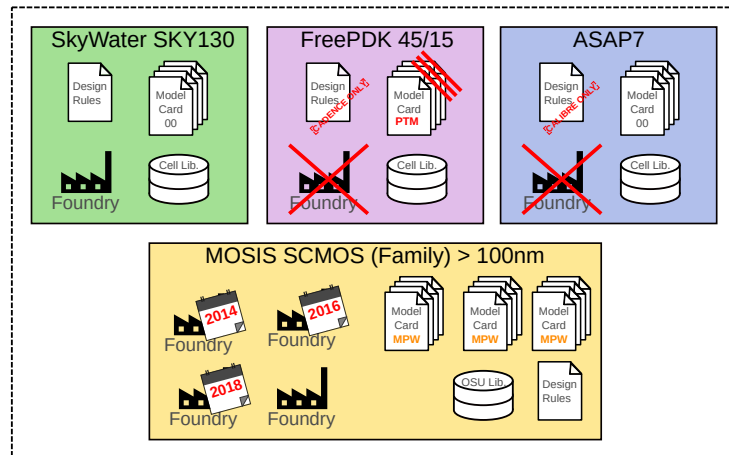 SkyWater SKY130
Design
Rules
Model
Card
00
Foundry
Cell Lib.
FreePDK 45/15
Design
Rules
[CADENCE ONLY]
Model
Card
PTM
Foundry
Cell Lib.
ASAP7
Design
Rules
[CALIBRE ONLY]
Model
Card
00
Foundry
Cell Lib.
MOSIS SCMOS (Family) > 100nm
2014
Foundry
2016
Foundry
Model
Card
MPW
Model
Card
MPW
Model
Card
MPW
2018
Foundry
Foundry
OSU Lib.
Design
Rules